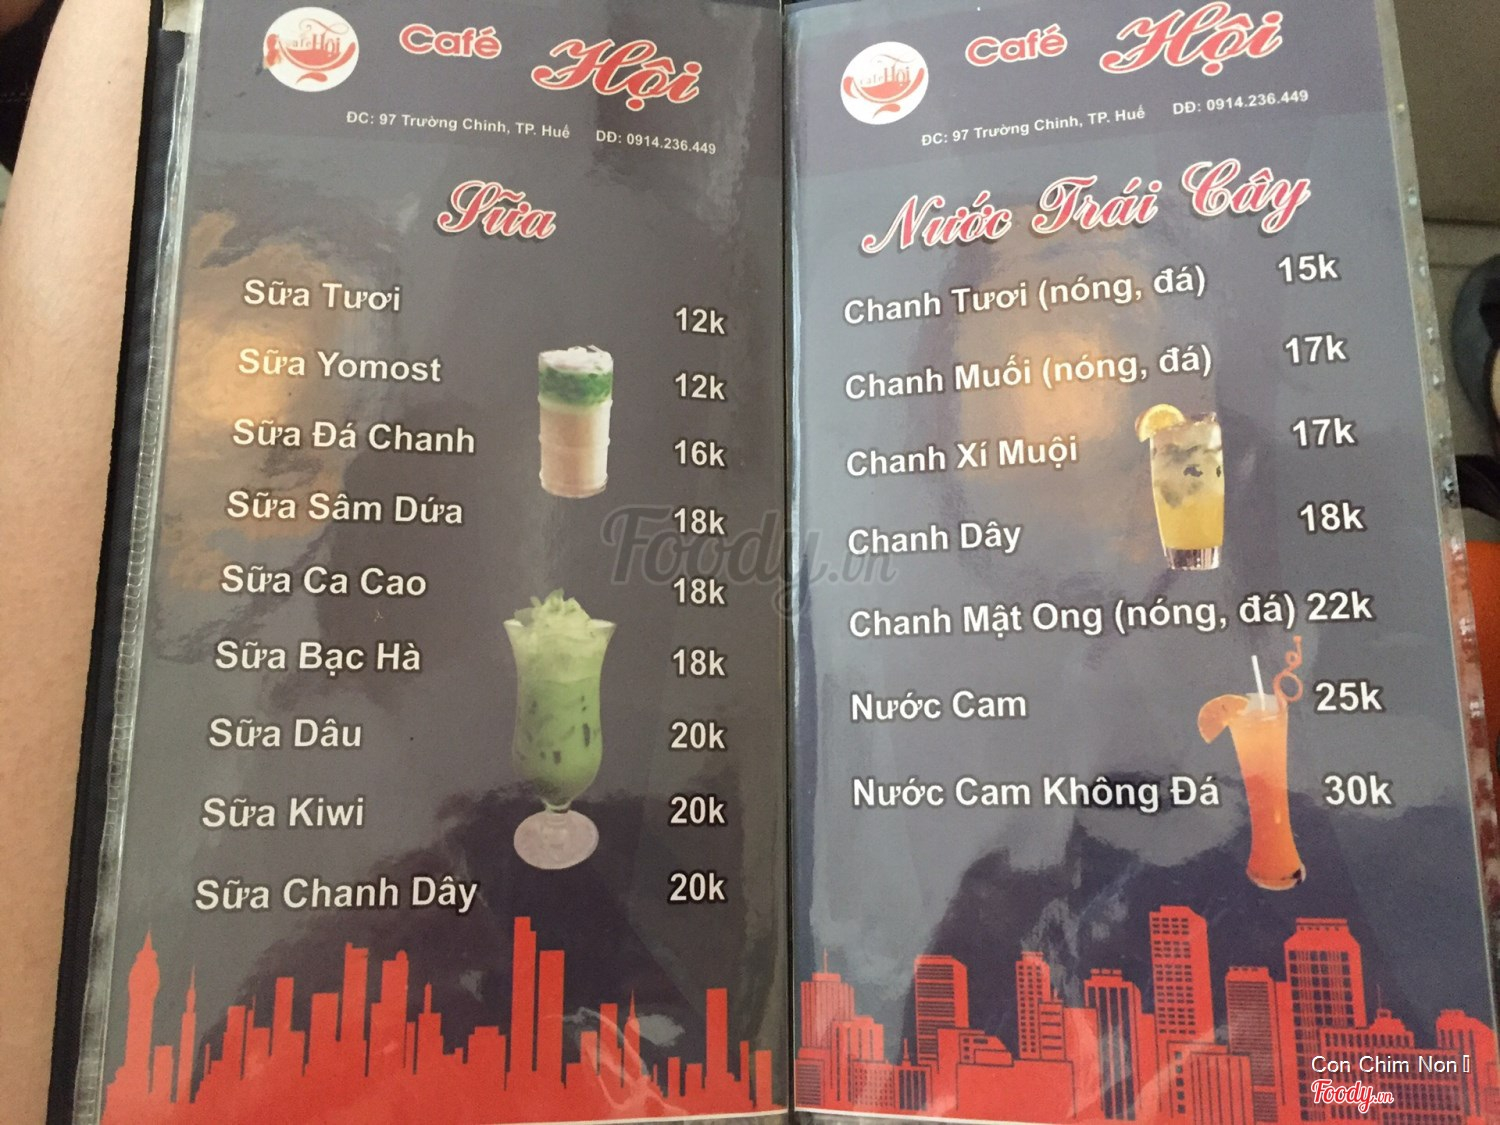 cafe Hội
Café Hội
ĐC: 97 Trường Chinh, TP. Huế DĐ: 0914.236.449
Sữa
Sữa Tươi 12k
Sữa Yomost 12k
Sữa Đá Chanh 16k
Sữa Sâm Dứa 18k
Sữa Ca Cao 18k
Sữa Bạc Hà 18k
Sữa Dâu 20k
Sữa Kiwi 20k
Sữa Chanh Dây 20k
cafe Hội
Café Hội
ĐC: 97 Trường Chinh, TP. Huế DĐ: 0914.236.449
Nước Trái Cây
Chanh Tươi (nóng, đá) 15k
Chanh Muối (nóng, đá) 17k
Chanh Xí Muội 17k
Chanh Dây 18k
Chanh Mật Ong (nóng, đá) 22k
Nước Cam 25k
Nước Cam Không Đá 30k
Foody.vn
Con Chim Non
Foody.vn